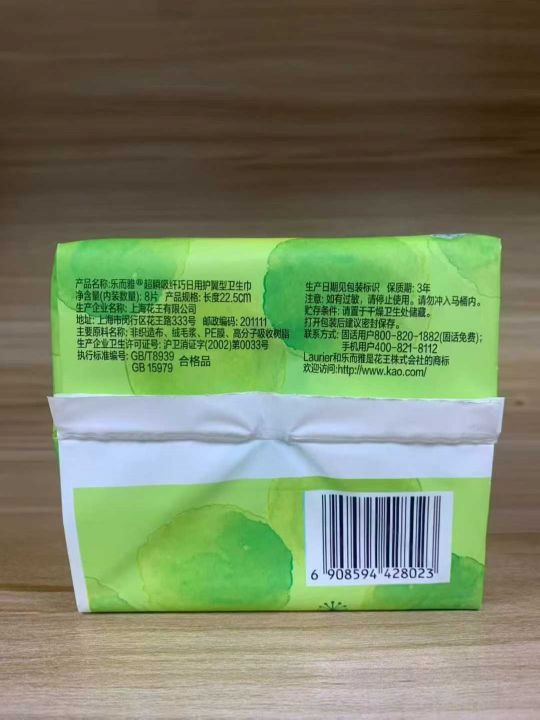 产品名称:乐而雅®超瞬吸纤巧日用护翼型卫生巾
净含量(内装数量): 8片 产品规格: 长度22.5cm
生产企业名称: 上海花王有限公司
地址: 上海市闵行区花王路333号 邮政编码: 201111
主要原料名称: 非织造布、绒毛浆、PE膜、高分子吸收树脂
生产企业卫生许可证号: 沪卫消证字(2002)第0033号
执行标准编号: GB/T8939 合格品
GB 15979
生产日期见包装标识 保质期: 3年
注意: 如有过敏, 请停止使用。请勿冲入马桶内。
贮存条件: 请置于干燥卫生处储藏。
打开包装后建议密封保存。
联系方式: 固话用户800-820-1882(固话免费);
手机用户400-821-8112
Laurier和乐而雅是花王株式会社的商标
欢迎访问:http://www.kao.com/
6 908594 428023